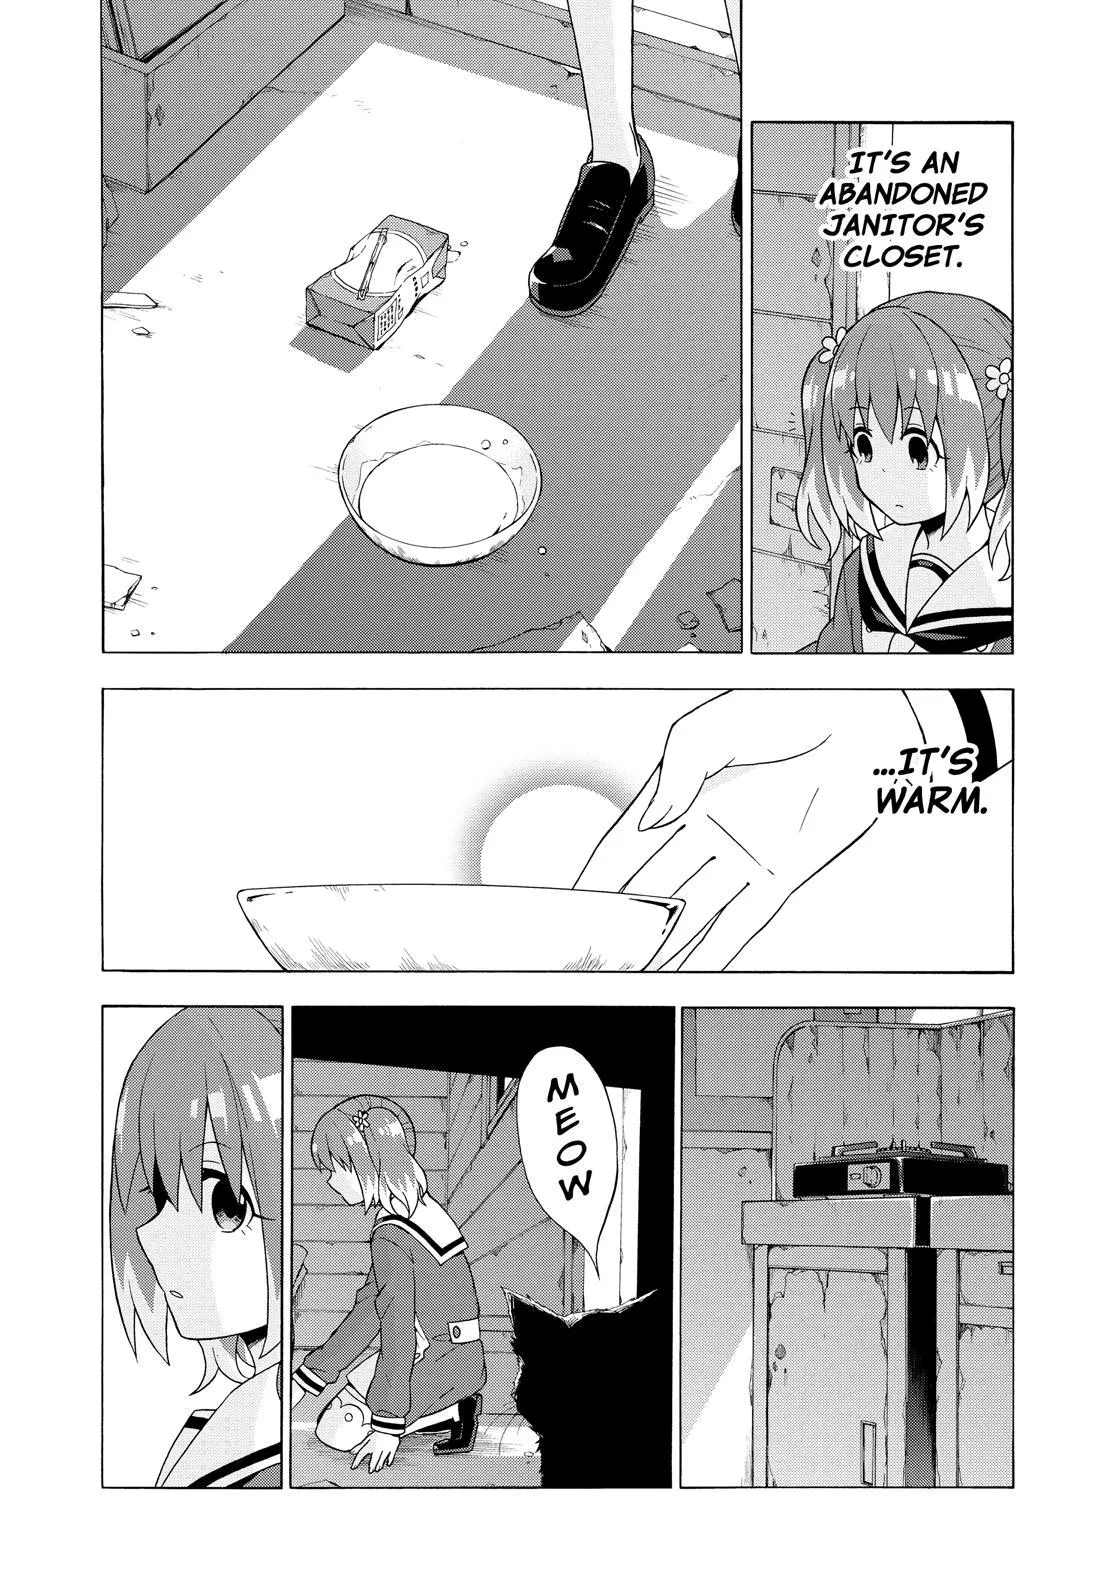 IT'S AN
ABANDONED
JANITOR'S
CLOSET.
...IT'S
WARM.
MEOW